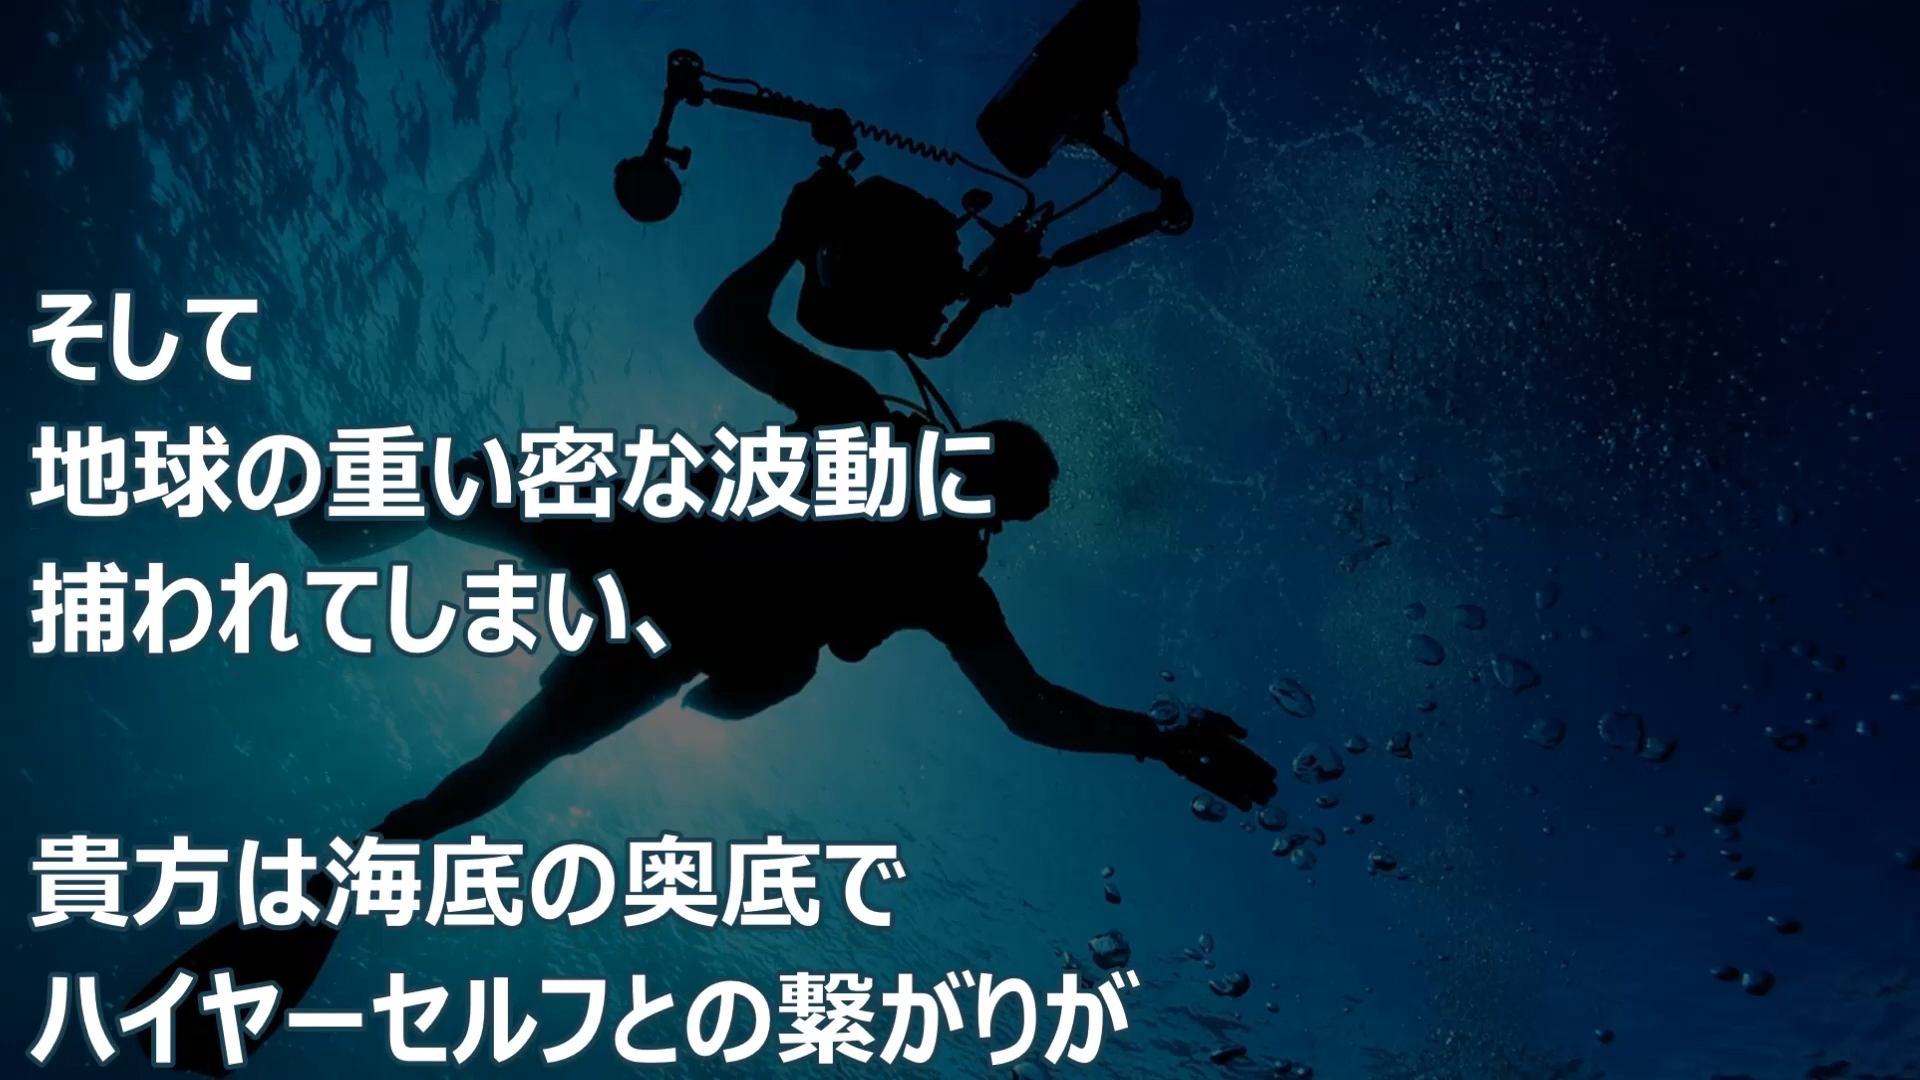 そして
地球の重い密な波動に
捕われてしまい、
貴方は海底の奥底で
ハイヤーセルフとの繋がりが